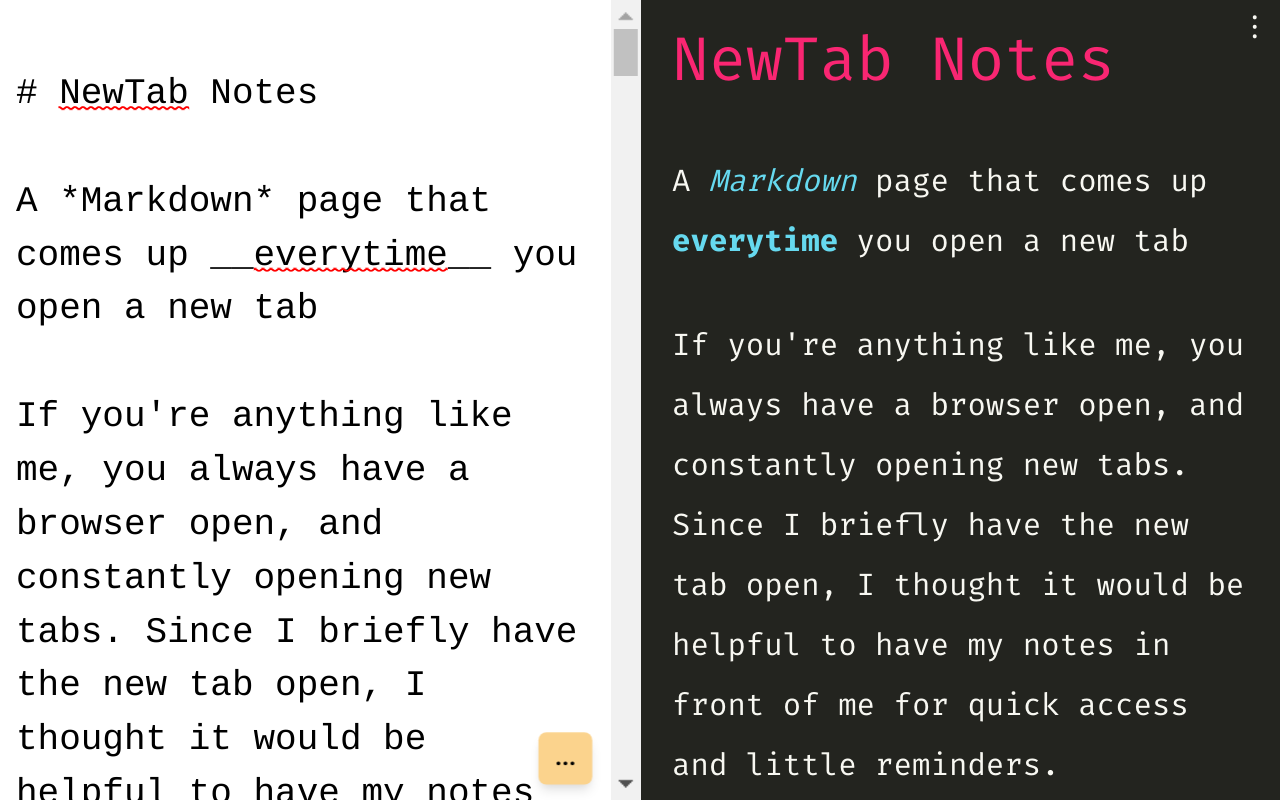 # NewTab Notes
A *Markdown* page that
comes up __everytime__ you
open a new tab
If you're anything like
me, you always have a
browser open, and
constantly opening new
tabs. Since I briefly have
the new tab open, I
thought it would be
helpful to have my notes
...
NewTab Notes
A Markdown page that comes up
everytime you open a new tab
If you're anything like me, you
always have a browser open, and
constantly opening new tabs.
Since I briefly have the new
tab open, I thought it would be
helpful to have my notes in
front of me for quick access
and little reminders.